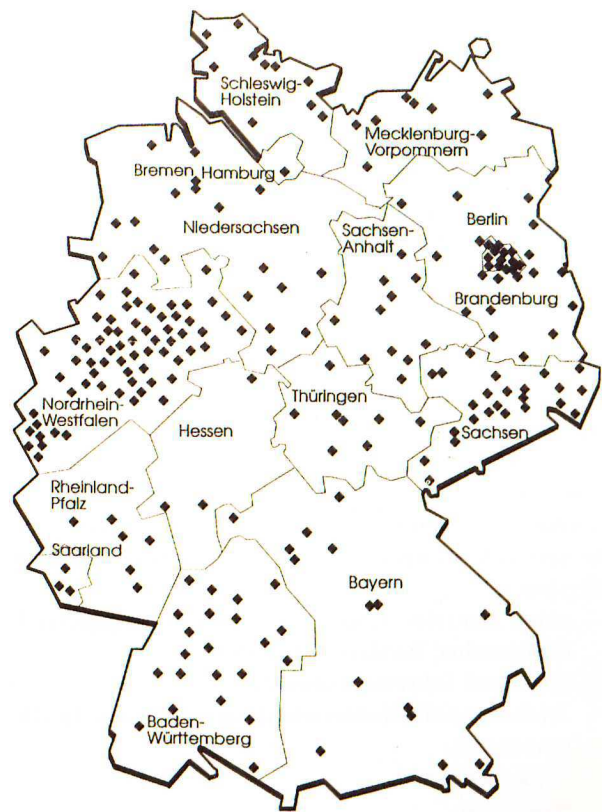 Schleswig-
Holstein
Mecklenburg-
Vorpommern
Bremen
Hamburg
Niedersachsen
Sachsen-
Anhalt
Berlin
Brandenburg
Nordrhein-
Westfalen
Hessen
Thüringen
Sachsen
Rheinland-
Pfalz
Saarland
Bayern
Baden-
Württemberg